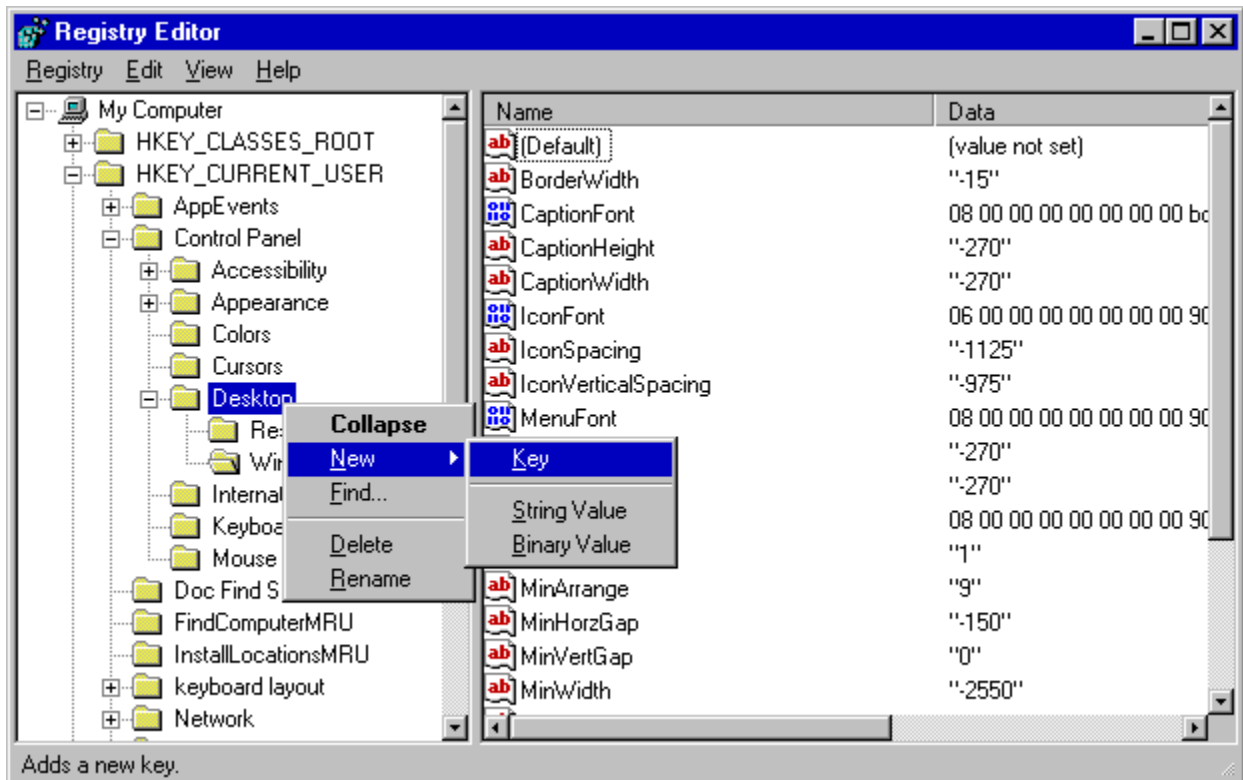 Registry Editor
Registry Edit View Help
My Computer
HKEY_CLASSES_ROOT
HKEY_CURRENT_USER
AppEvents
Control Panel
Accessibility
Appearance
Colors
Cursors
Desktop
Mouse
FindComputerMRU
InstallLocationsMRU
keyboard layout
Network
Collapse
New
Find...
Delete
Rename
Key
String Value
Binary Value
Name Data
(Default) (value not set)
BorderWidth "-15"
CaptionFont 08 00 00 00 00 00 00 00
CaptionHeight "-270"
CaptionWidth "-270"
IconFont 06 00 00 00 00 00 00 00 90
IconSpacing "-1125"
IconVerticalSpacing "-975"
MenuFont 08 00 00 00 00 00 00 00 90
"-270"
"-270"
08 00 00 00 00 00 00 00 90
"1"
MinArrange "9"
MinHorzGap "-150"
MinVertGap "0"
MinWidth "-2550"
Adds a new key.